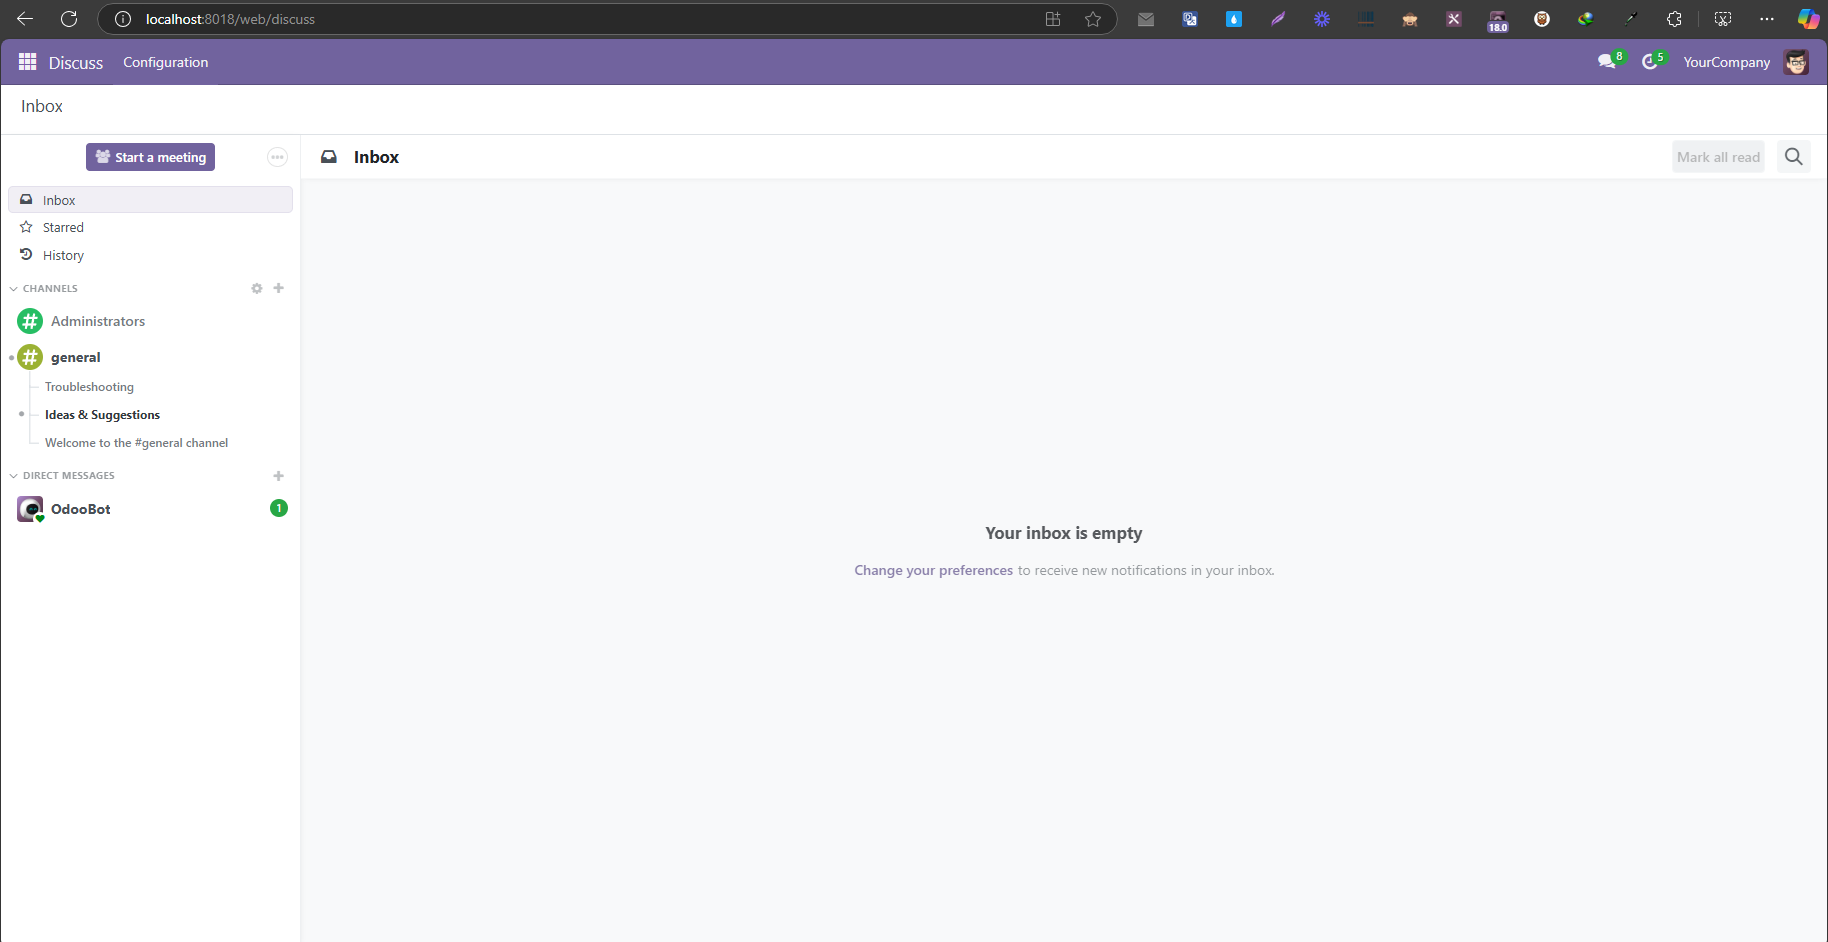 localhost:8018/web/discuss
18.0
Discuss
Configuration
8
5
YourCompany
Inbox
Start a meeting
Inbox
Mark all read
Inbox
Starred
History
CHANNELS
Administrators
general
Troubleshooting
Ideas & Suggestions
Welcome to the #general channel
DIRECT MESSAGES
OdooBot
1
Your inbox is empty
Change your preferences to receive new notifications in your inbox.